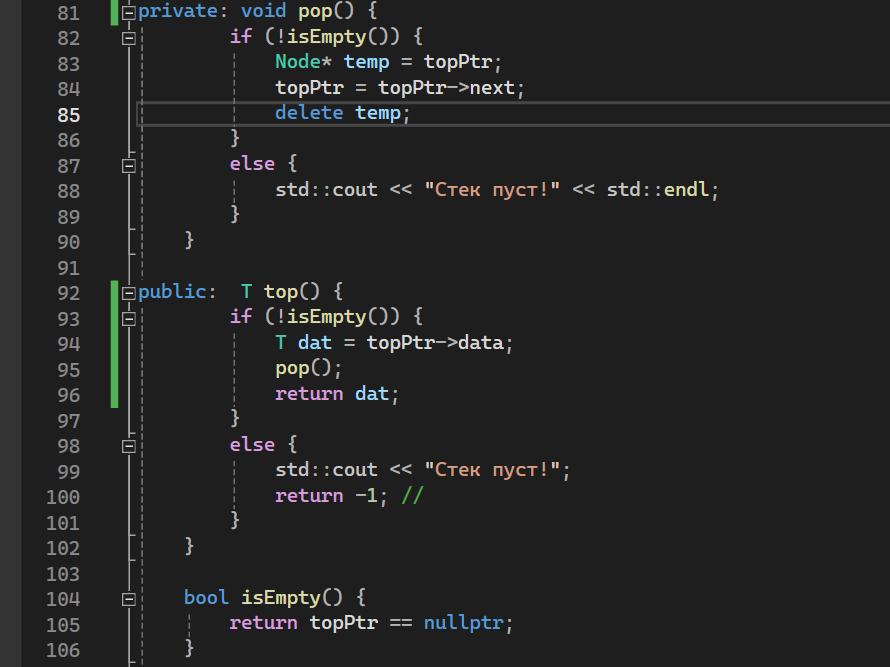 81 private: void pop() {
82 if (!isEmpty()) {
83 Node* temp = topPtr;
84 topPtr = topPtr->next;
85 delete temp;
86 }
87 else {
88 std::cout << "Стек пуст!" << std::endl;
89 }
90 }
91
92 public:  T top() {
93 if (!isEmpty()) {
94 T dat = topPtr->data;
95 pop();
96 return dat;
97 }
98 else {
99 std::cout << "Стек пуст!";
100 return -1; //
101 }
102 }
103
104 bool isEmpty() {
105 return topPtr == nullptr;
106 }